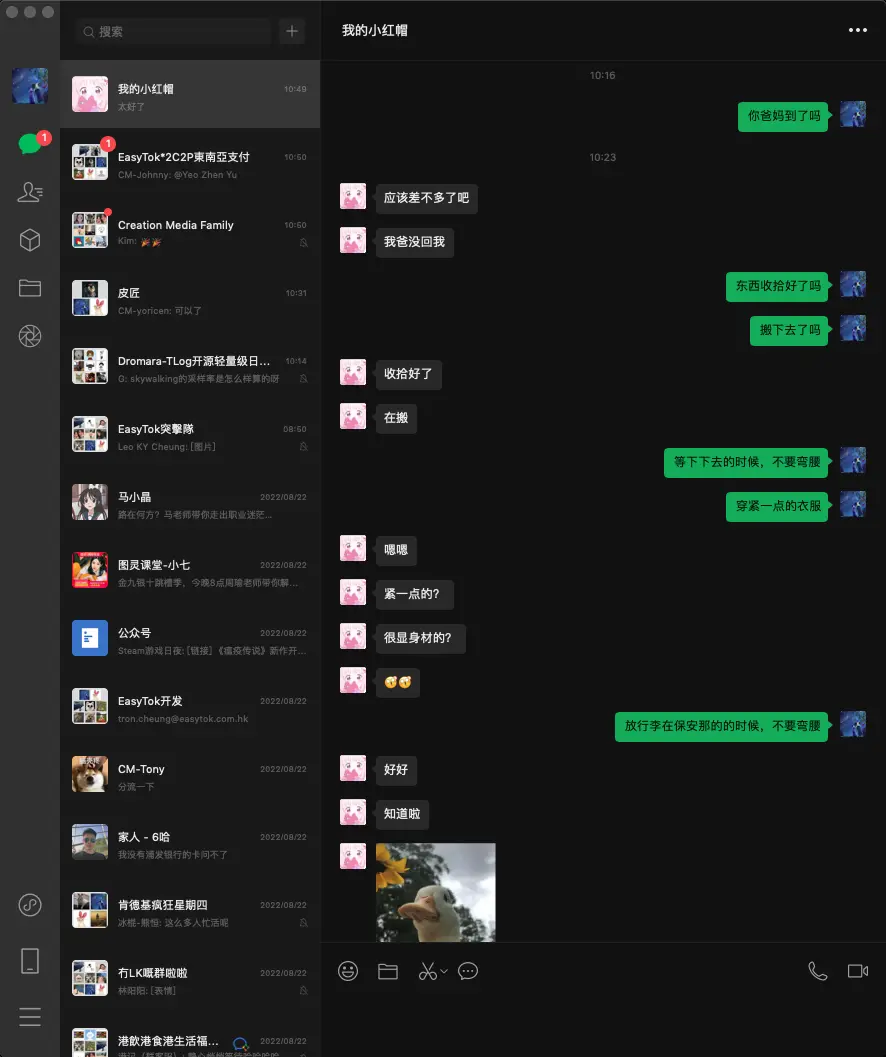 搜索
我的小红帽
10:49
太好了
1
1
EasyTok*2C2P東南亞支付
10:50
CM-Johnny: @Yeo Zhen Yu
Creation Media Family
10:50
Kim: 🎉🎉
皮匠
10:31
CM-yoricen: 可以了
Dromara-TLog开源轻量级日...
10:14
G: skywalking的采样率是怎么样算的呀
EasyTok突擊隊
08:50
Leo KY Cheung: [图片]
马小晶
2022/08/22
路在何方？马老师带你走出职业迷茫...
图灵课堂-小七
2022/08/22
金九银十跳槽季，今晚8点周瑜老师带你解...
公众号
2022/08/22
Steam游戏日夜: [链接] 《瘟疫传说》新作开...
EasyTok开发
2022/08/22
tron.cheung@easytok.com.hk
CM-Tony
2022/08/22
分流一下
家人 - 6哈
2022/08/22
我没有浦发银行的卡问不了
肯德基疯狂星期四
2022/08/22
冰棍-熊恒: 这么多人忙活呢
冇LK嘅群啦啦
2022/08/22
林阳阳: [表情]
港飲港食港生活福...
2022/08/22
我的小红帽
10:16
你爸妈到了吗
10:23
应该差不多了吧
我爸没回我
东西收拾好了吗
搬下去了吗
收拾好了
在搬
等下下去的时候，不要弯腰
穿紧一点的衣服
嗯嗯
紧一点的？
很显身材的？
放行李在保安那的的时候，不要弯腰
好好
知道啦